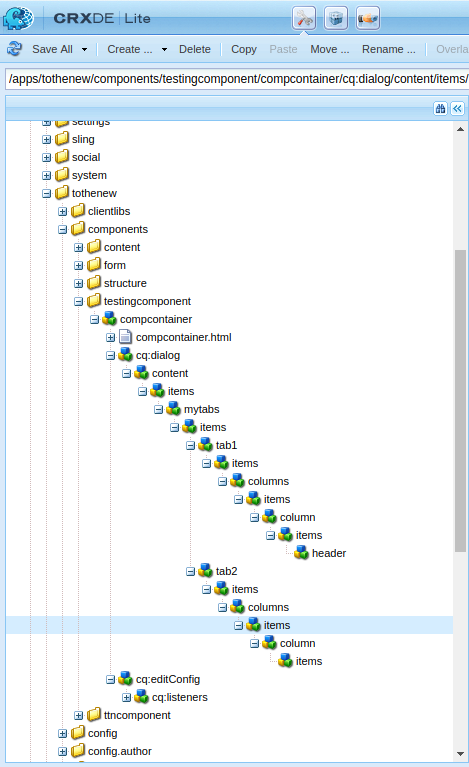 CRXDE | Lite
Save All Create ... Delete Copy Paste Move ... Rename ... Overla
/apps/tothenew/components/testingcomponent/compcontainer/cq:dialog/content/items/
settings
sling
social
system
tothenew
clientlibs
components
content
form
structure
testingcomponent
compcontainer
compcontainer.html
cq:dialog
content
items
mytabs
items
tab1
items
columns
items
column
items
header
tab2
items
columns
items
column
items
cq:editConfig
cq:listeners
ttncomponent
config
config.author